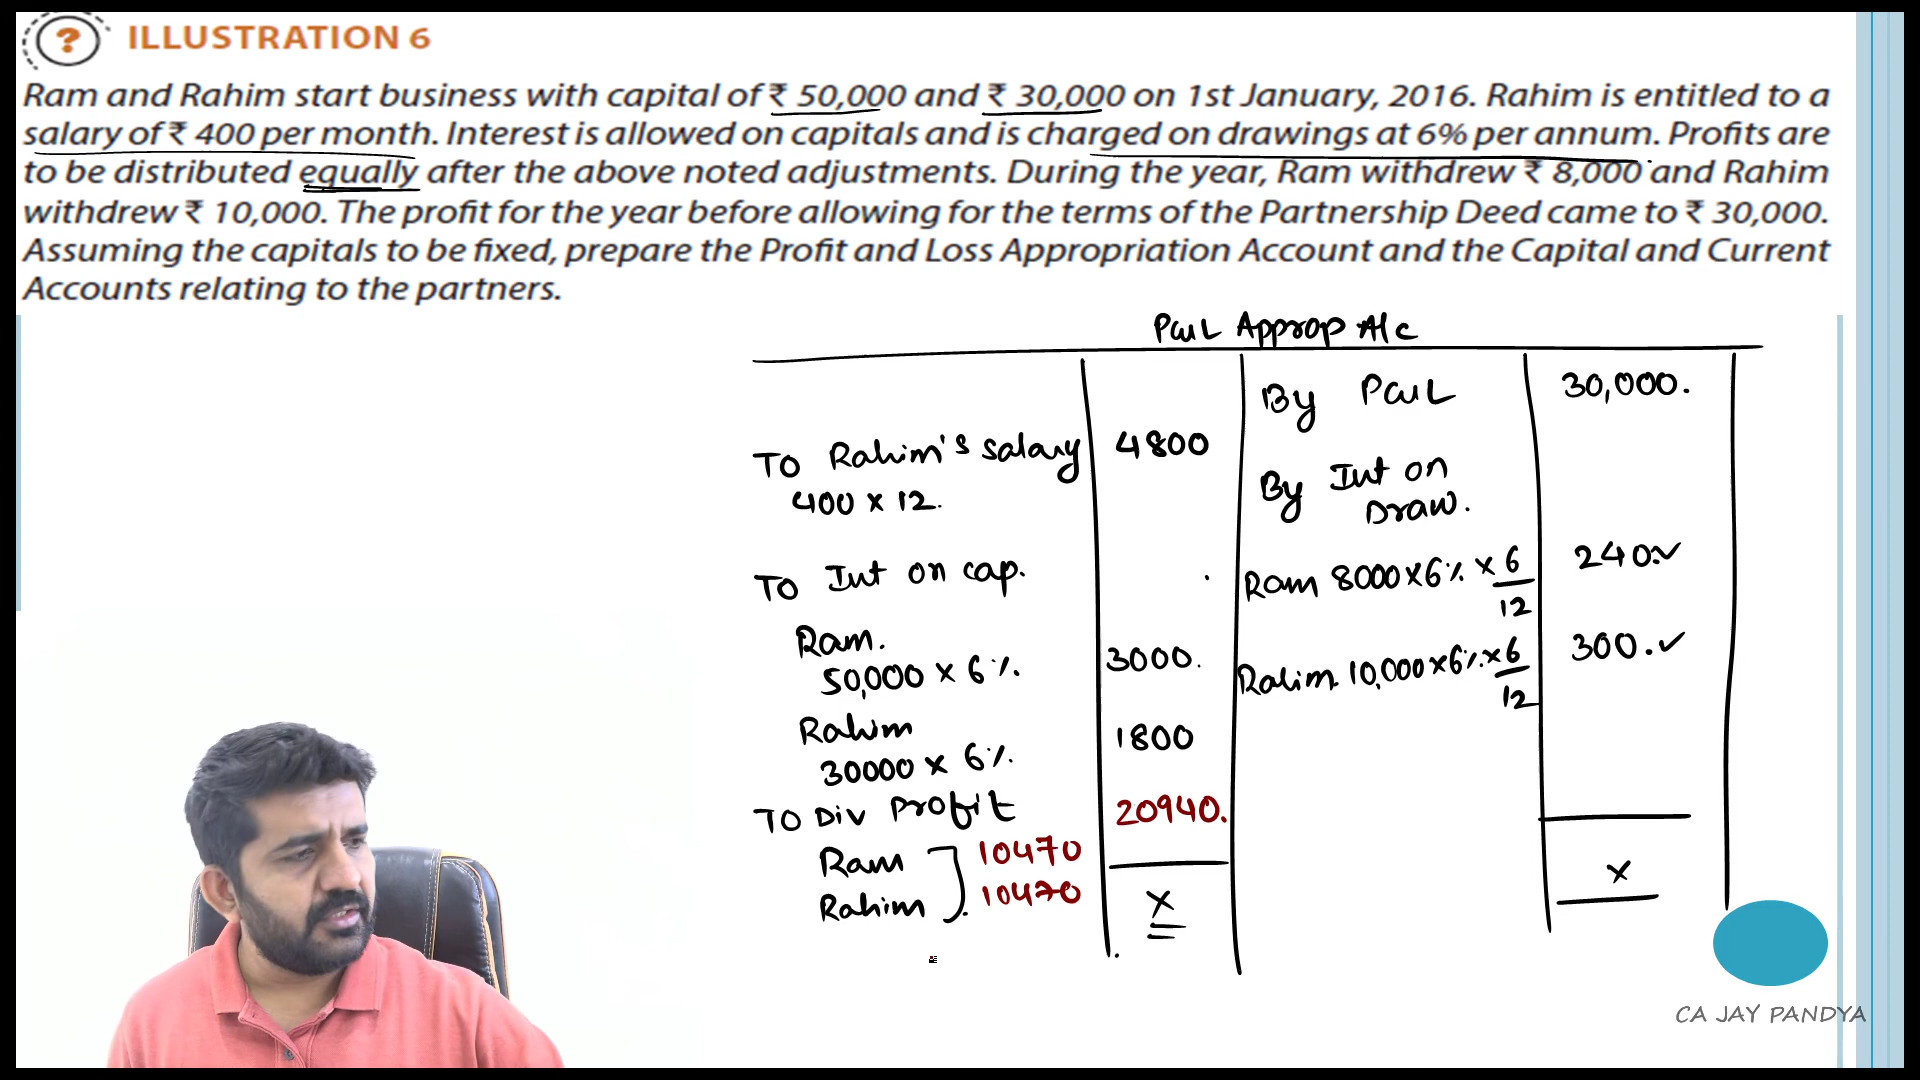 ?
ILLUSTRATION 6
Ram and Rahim start business with capital of ₹ 50,000 and ₹ 30,000 on 1st January, 2016. Rahim is entitled to a
salary of ₹ 400 per month. Interest is allowed on capitals and is charged on drawings at 6% per annum. Profits are
to be distributed equally after the above noted adjustments. During the year, Ram withdrew ₹ 8,000 and Rahim
withdrew ₹ 10,000. The profit for the year before allowing for the terms of the Partnership Deed came to ₹ 30,000.
Assuming the capitals to be fixed, prepare the Profit and Loss Appropriation Account and the Capital and Current
Accounts relating to the partners.
P&L Approp A/c
To Rahim's Salary 4800
400 x 12.
To Int on cap.
Ram.
50,000 x 6 % 3000.
Rahim
30000 x 6 % 1800
To Div Profit 20940.
Ram 10470
Rahim 10470
x
By P&L 30,000.
By Int on
Draw.
Ram 8000 x 6% x 6/12 240
Rahim 10,000 x 6% x 6/12 300.
x
CA JAY PANDYA